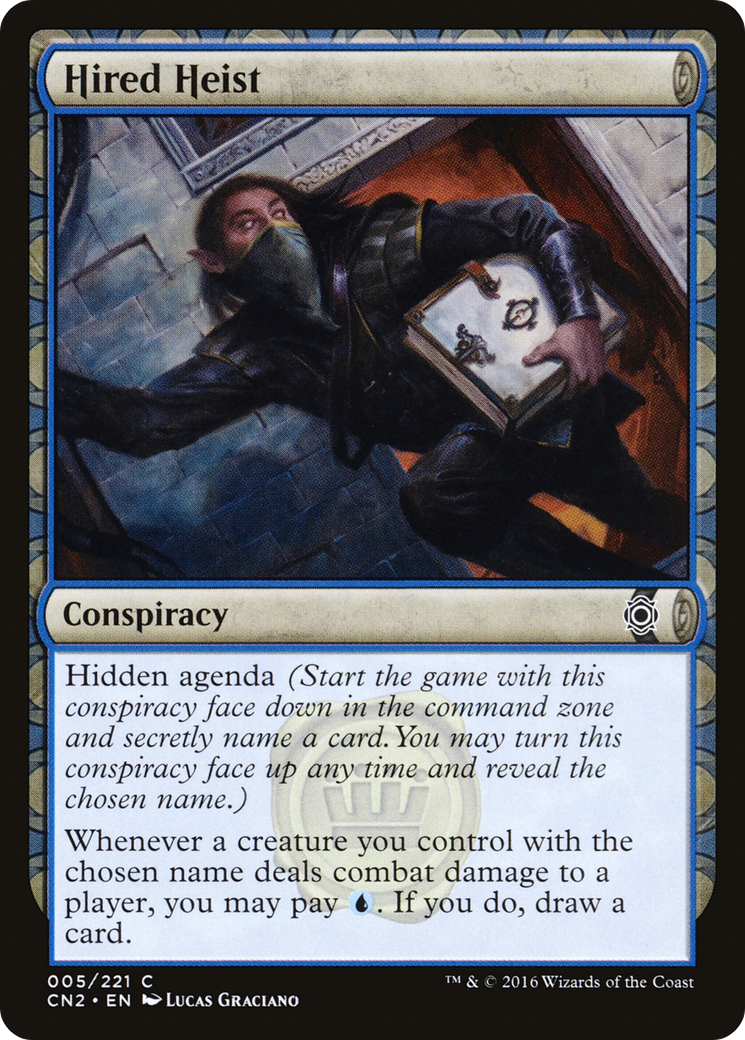 Hired Heist
Conspiracy
Hidden agenda (Start the game with this
conspiracy face down in the command zone
and secretly name a card. You may turn this
conspiracy face up any time and reveal the
chosen name.)
Whenever a creature you control with the
chosen name deals combat damage to a
player, you may pay . If you do, draw a
card.
005/221 C
CN2 • EN Lucas Graciano
™ & © 2016 Wizards of the Coast